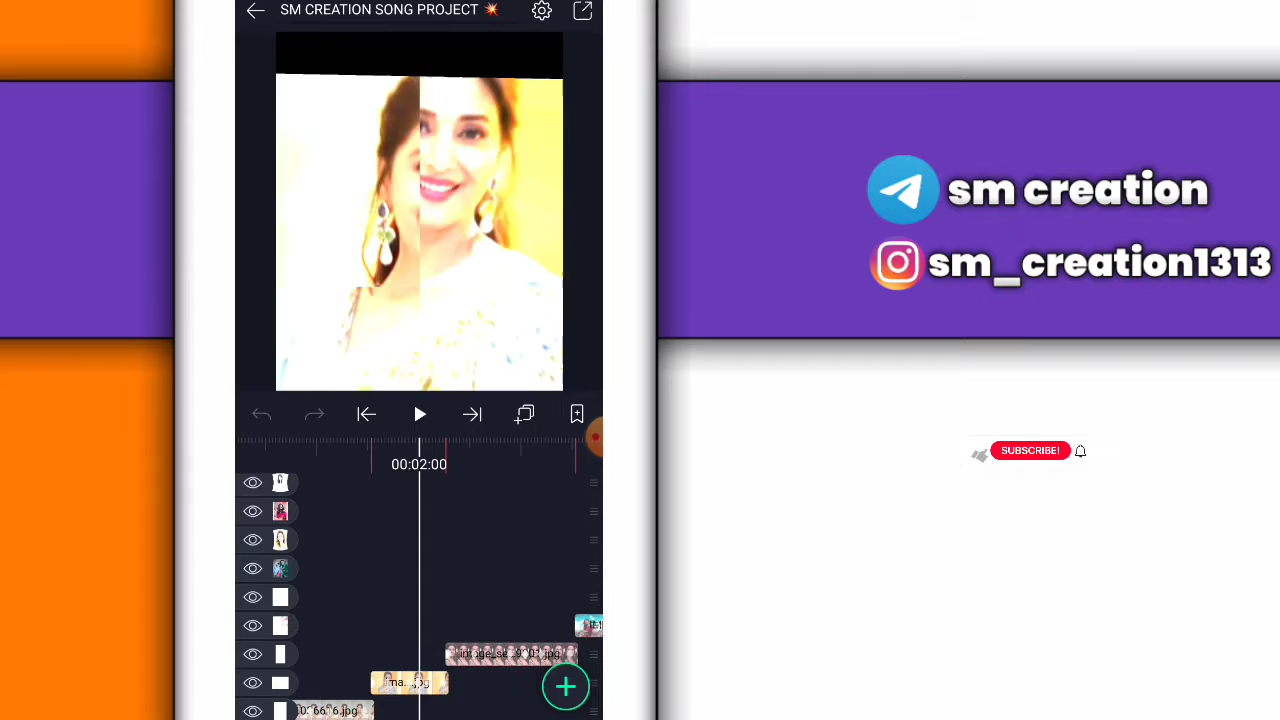 SM CREATION SONG PROJECT 💥
sm creation
sm_creation1313
SUBSCRIBE!
00:02:00